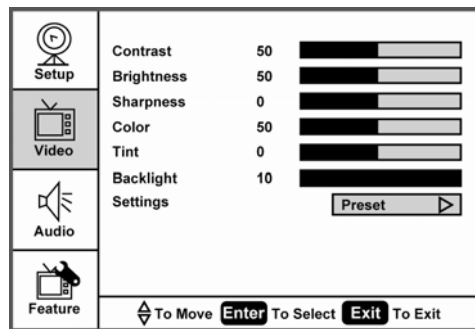 Setup
Video
Audio
Feature
Contrast 50
Brightness 50
Sharpness 0
Color 50
Tint 0
Backlight 10
Settings Preset
To Move Enter To Select Exit To Exit